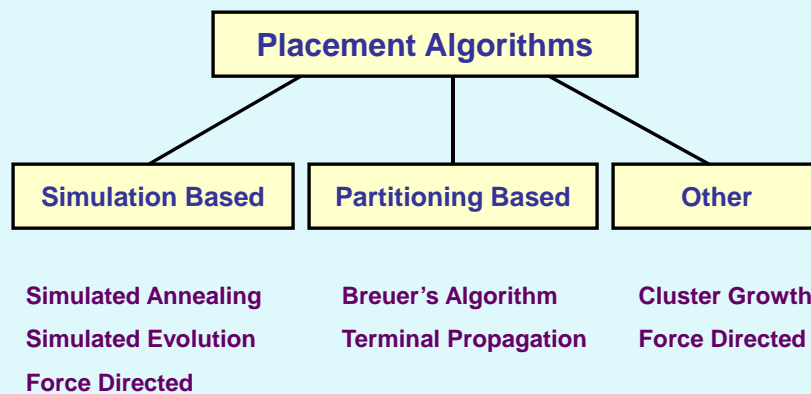 Placement Algorithms
Simulation Based
Partitioning Based
Other
Simulated Annealing
Simulated Evolution
Force Directed
Breuer's Algorithm
Terminal Propagation
Cluster Growth
Force Directed